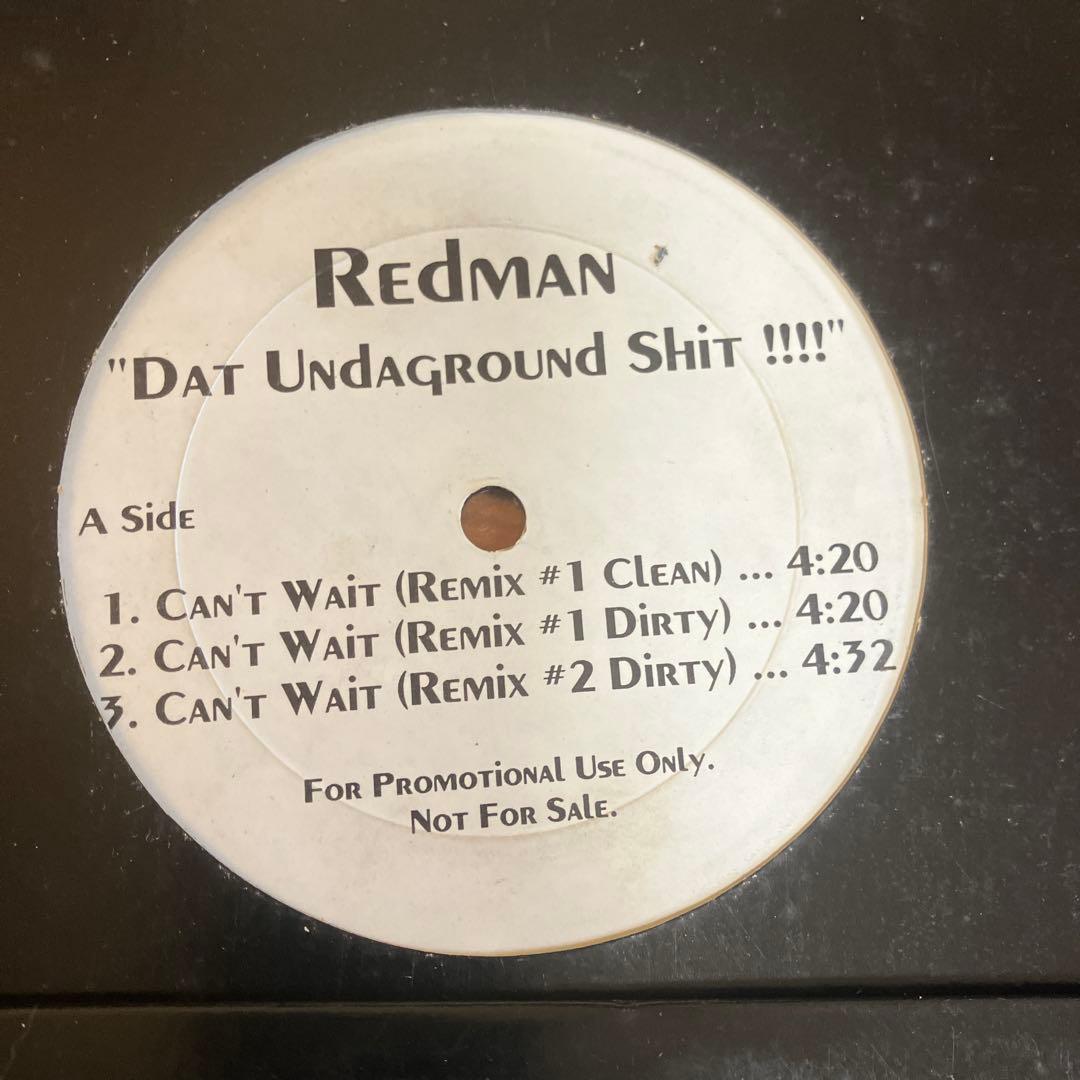 Redman
"Dat Undaground Shit !!!!"
A Side
1. Can't Wait (Remix #1 Clean) ... 4:20
2. Can't Wait (Remix #1 Dirty) ... 4:20
3. Can't Wait (Remix #2 Dirty) ... 4:32
For Promotional Use Only.
Not For Sale.